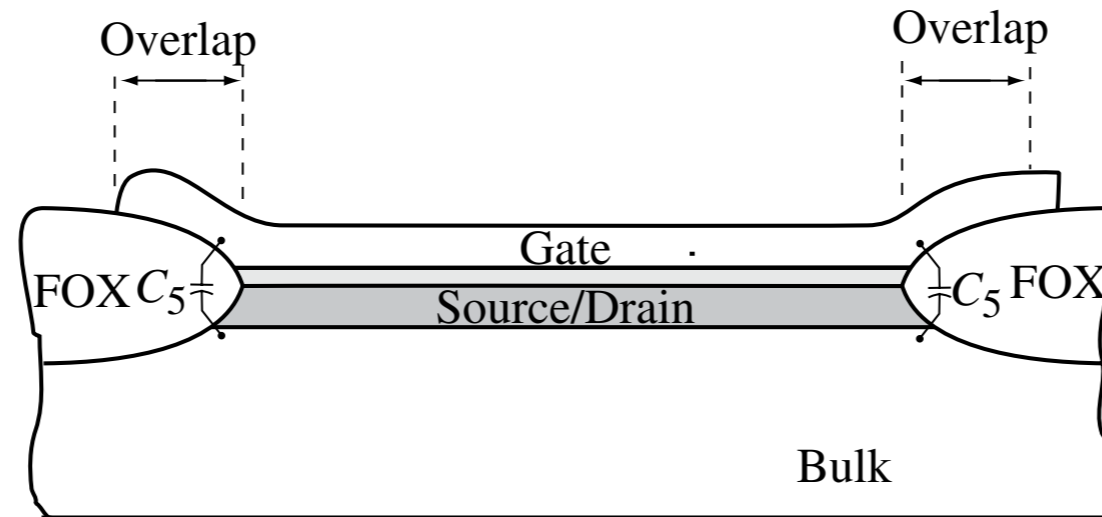 Overlap
Overlap
Gate
FOX C5
C5 FOX
Source/Drain
Bulk